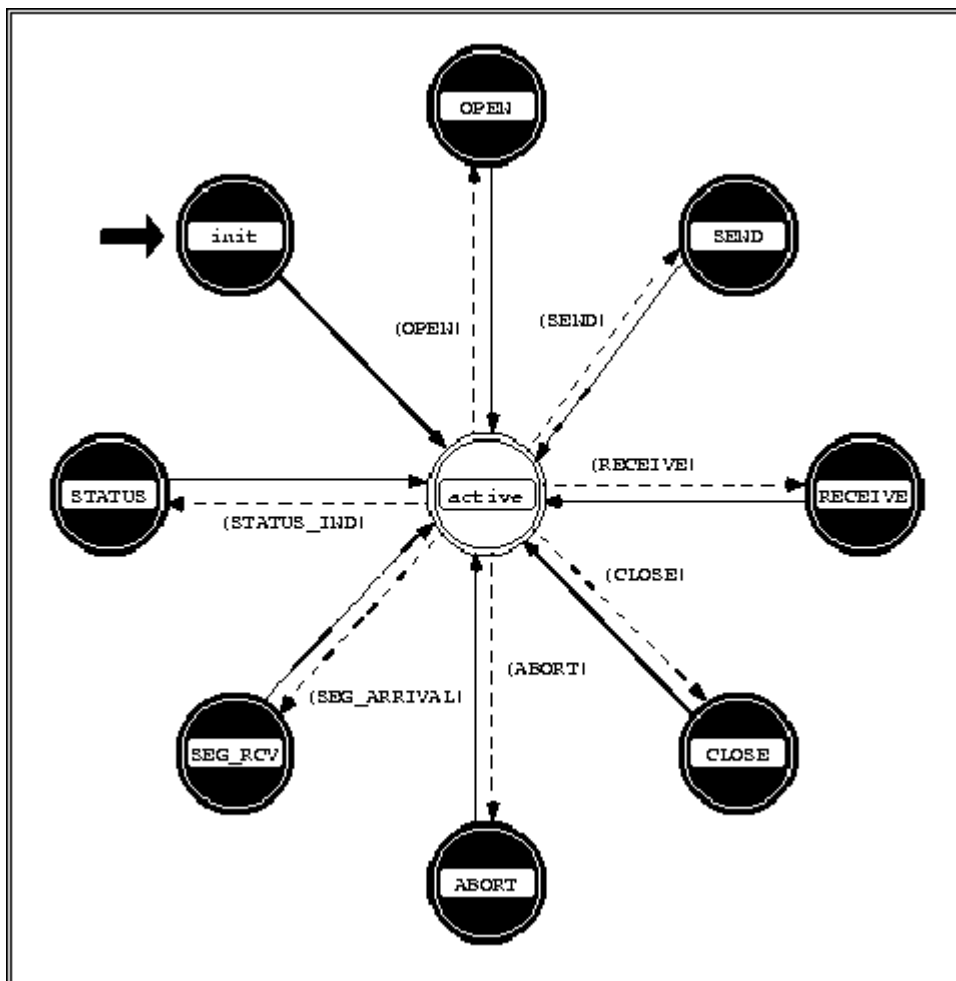 OPEN
init
SEND
(OPEN)
(SEND)
(RECEIVE)
STATUS
active
RECEIVE
(STATUS_IND)
(CLOSE)
(ABORT)
(SEG_ARRIVAL)
SEG_RCV
CLOSE
ABORT